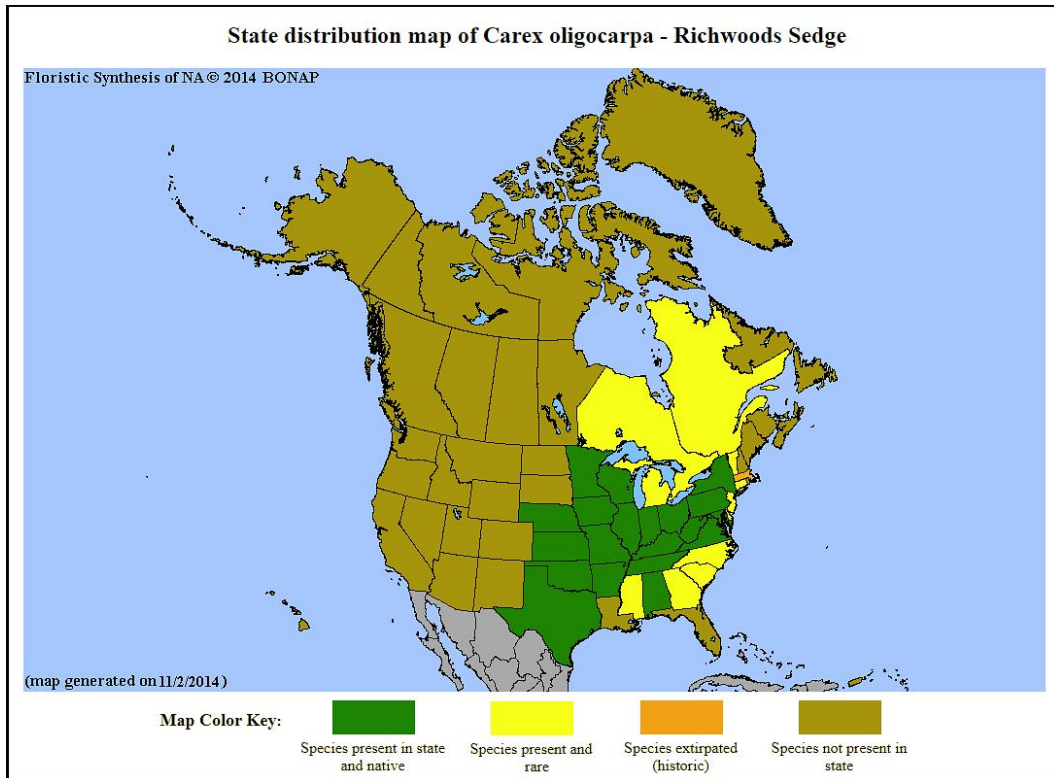 State distribution map of Carex oligocarpa - Richwoods Sedge
Floristic Synthesis of NA © 2014 BONAP
(map generated on 11/2/2014)
Map Color Key:
Species present in state
and native
Species present and
rare
Species extirpated
(historic)
Species not present in
state